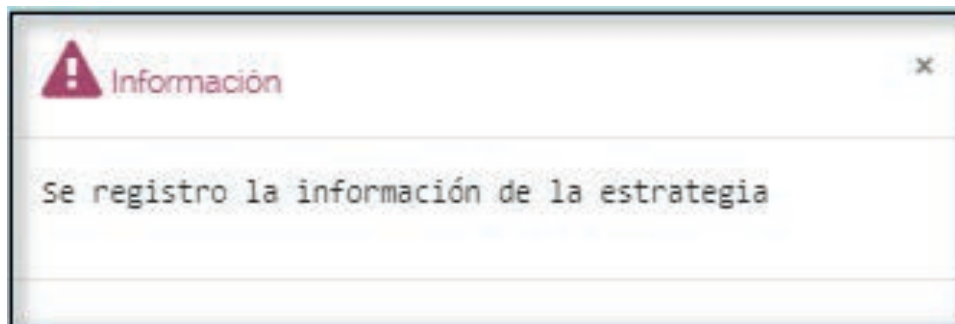 Información
Se registro la información de la estrategia